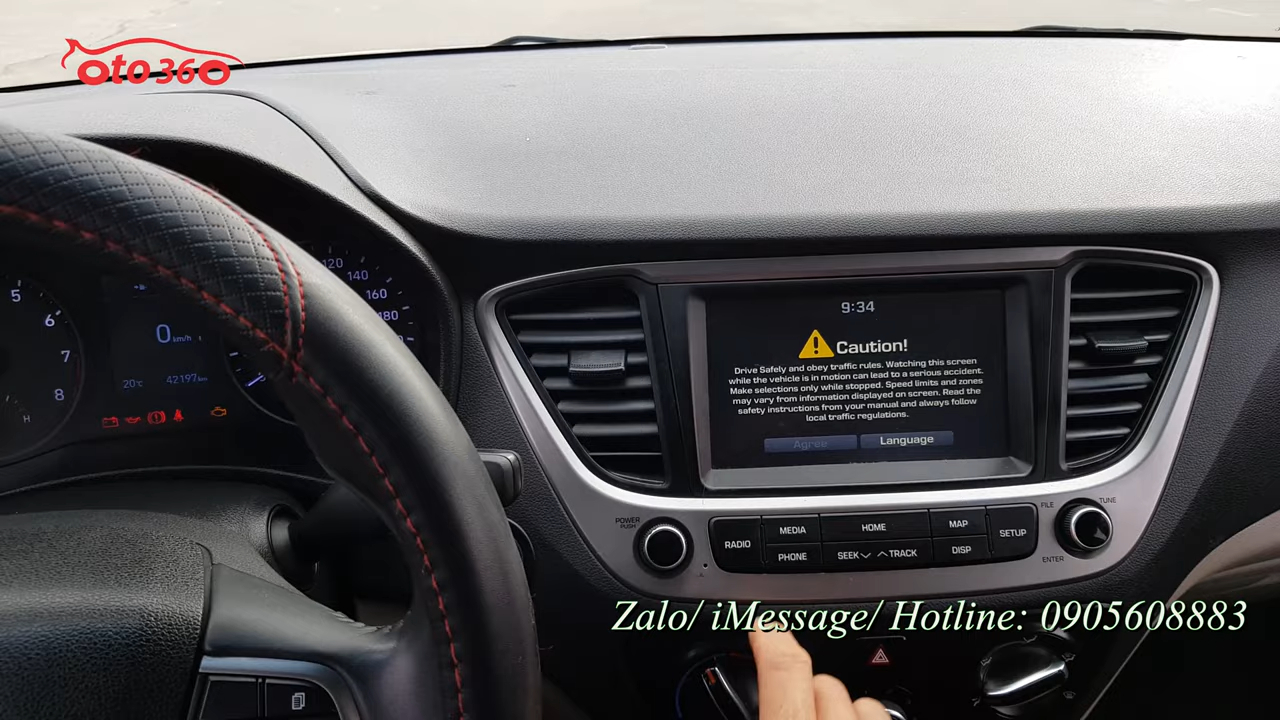 oto360
120
140
160
180
5
6
7
8
H
0 km/h
20°C 42197 km
9:34
Caution!
Drive Safely and obey traffic rules. Watching this screen
while the vehicle is in motion can lead to a serious accident.
Make selections only while stopped. Speed limits and zones
may vary from information displayed on screen. Read the
safety instructions from your manual and always follow
local traffic regulations.
Agree Language
POWER
PUSH
RADIO
MEDIA
PHONE
HOME
SEEK TRACK
MAP
DISP
SETUP
FILE
TUNE
ENTER
Zalo/ iMessage/ Hotline: 0905608883